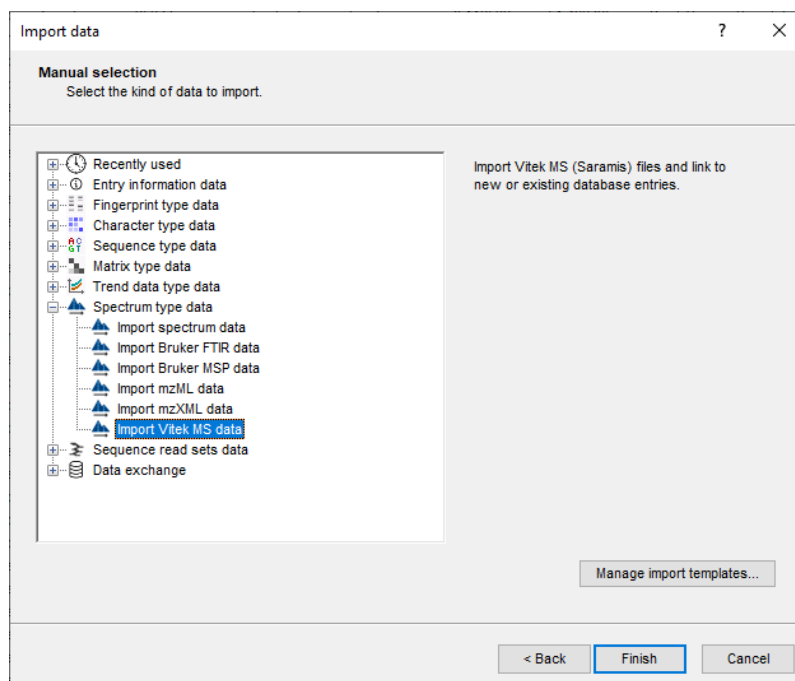 Import data
?
Manual selection
Select the kind of data to import.
Recently used
Entry information data
Fingerprint type data
Character type data
Sequence type data
Matrix type data
Trend data type data
Spectrum type data
Import spectrum data
Import Bruker FTIR data
Import Bruker MSP data
Import mzML data
Import mzXML data
Import Vitek MS data
Sequence read sets data
Data exchange
Import Vitek MS (Saramis) files and link to
new or existing database entries.
Manage import templates...
< Back
Finish
Cancel